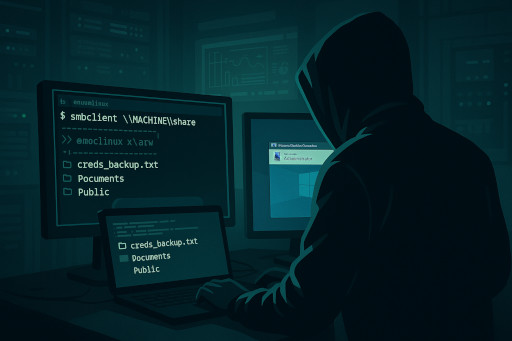 $ smbclient \\MACHINE\\share
creds_backup.txt
Pocuments
Public
creds_backup.txt
Documents
Public